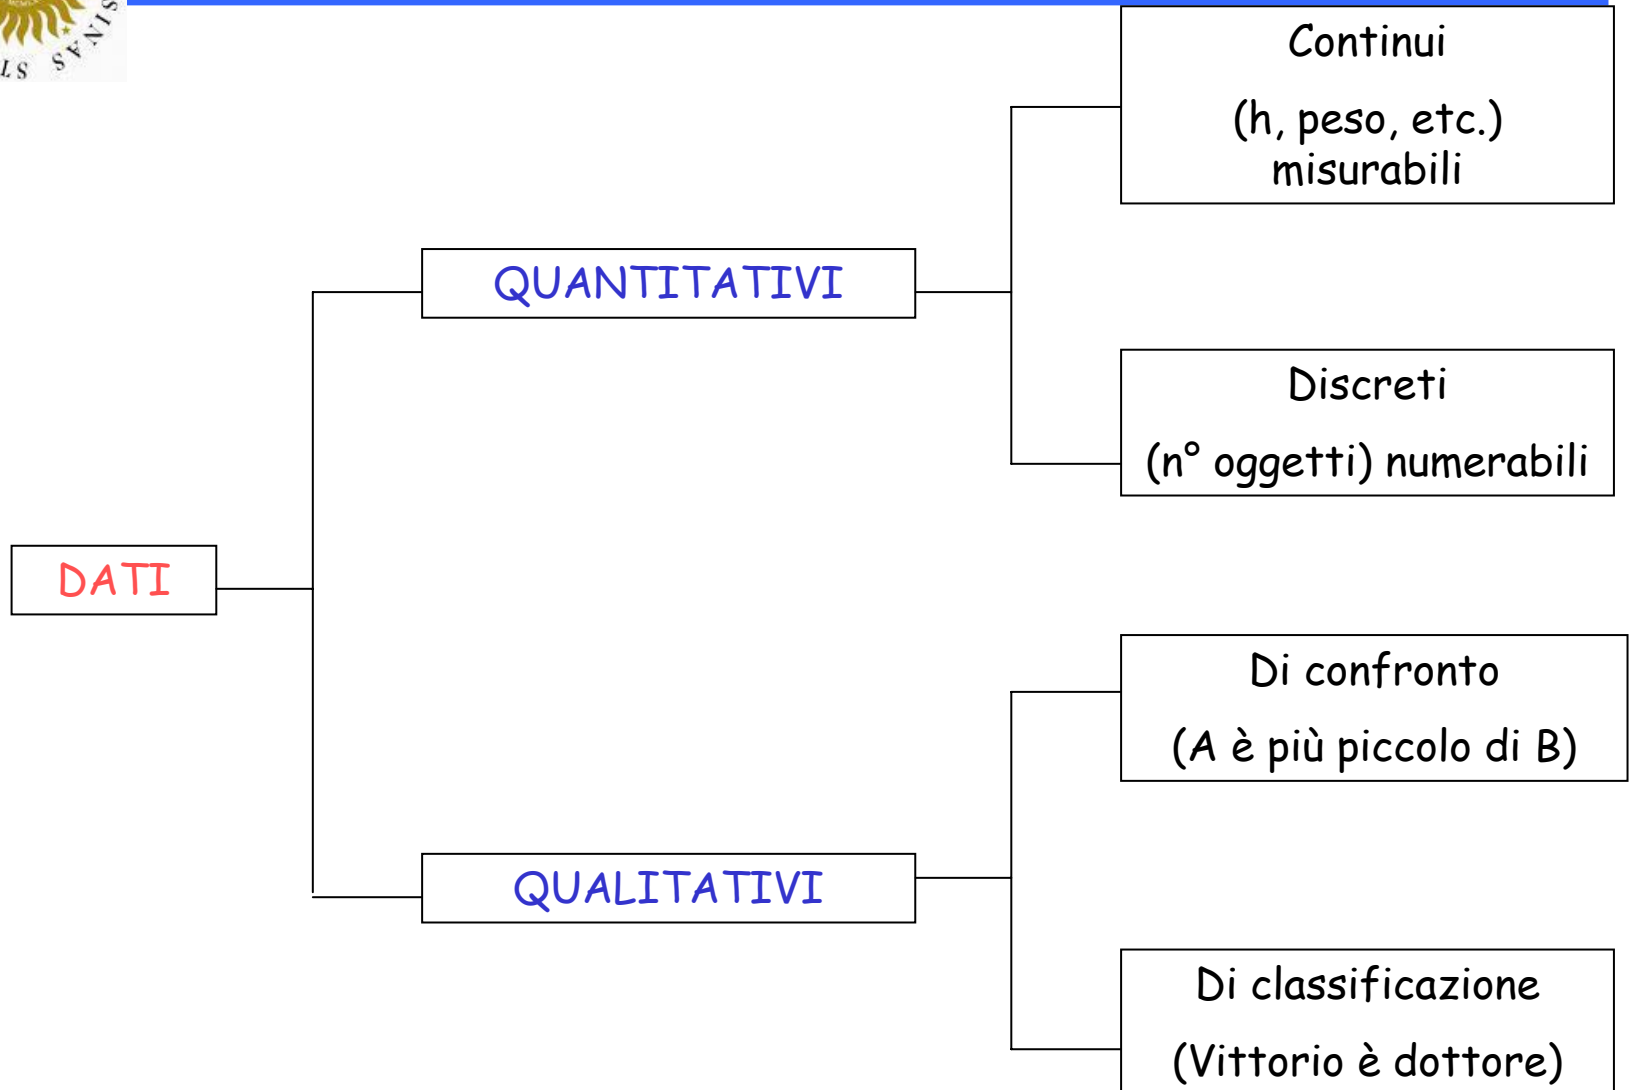 SINAS
Continui
(h, peso, etc.)
misurabili
QUANTITATIVI
Discreti
(n° oggetti) numerabili
DATI
Di confronto
(A è più piccolo di B)
QUALITATIVI
Di classificazione
(Vittorio è dottore)